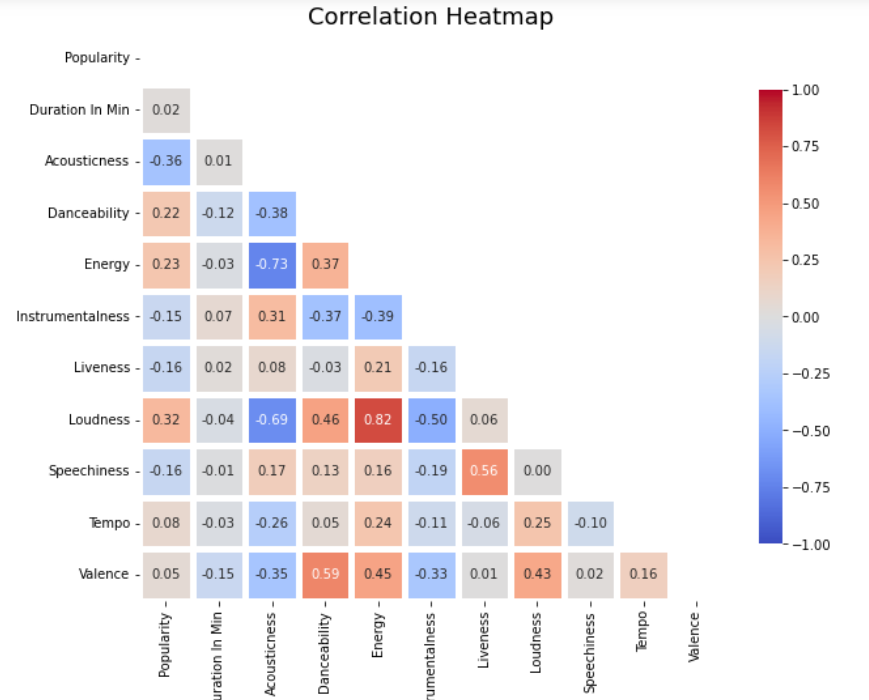 Correlation Heatmap
Popularity
Duration In Min 0.02
Acousticness -0.36 0.01
Danceability 0.22 -0.12 -0.38
Energy 0.23 -0.03 -0.73 0.37
Instrumentalness -0.15 0.07 0.31 -0.37 -0.39
Liveness -0.16 0.02 0.08 -0.03 0.21 -0.16
Loudness 0.32 -0.04 -0.69 0.46 0.82 -0.50 0.06
Speechiness -0.16 -0.01 0.17 0.13 0.16 -0.19 0.56 0.00
Tempo 0.08 -0.03 -0.26 0.05 0.24 -0.11 -0.06 0.25 -0.10
Valence 0.05 -0.15 -0.35 0.59 0.45 -0.33 0.01 0.43 0.02 0.16
Popularity
uration In Min
Acousticness
Danceability
Energy
rumentalness
Liveness
Loudness
Speechiness
Tempo
Valence
1.00
0.75
0.50
0.25
0.00
−0.25
−0.50
−0.75
−1.00